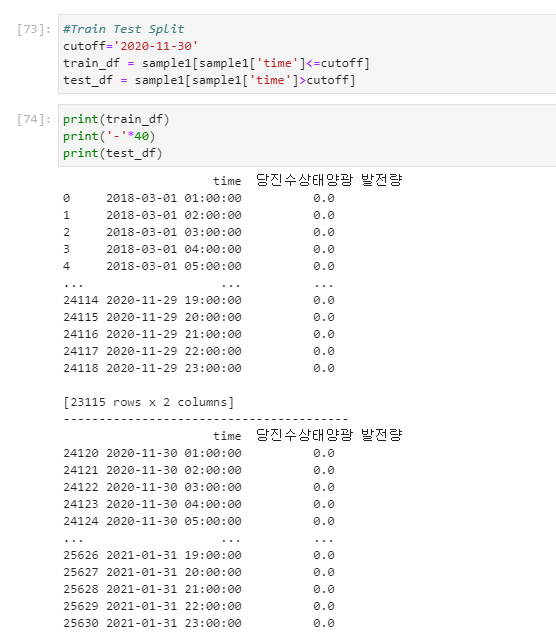 [73]: #Train Test Split
cutoff='2020-11-30'
train_df = sample1[sample1['time']<=cutoff]
test_df = sample1[sample1['time']>cutoff]
[74]: print(train_df)
print('-'*40)
print(test_df)
time 당진수상태양광 발전량
0 2018-03-01 01:00:00 0.0
1 2018-03-01 02:00:00 0.0
2 2018-03-01 03:00:00 0.0
3 2018-03-01 04:00:00 0.0
4 2018-03-01 05:00:00 0.0
... ... ...
24114 2020-11-29 19:00:00 0.0
24115 2020-11-29 20:00:00 0.0
24116 2020-11-29 21:00:00 0.0
24117 2020-11-29 22:00:00 0.0
24118 2020-11-29 23:00:00 0.0
[23115 rows x 2 columns]
----------------------------------------
time 당진수상태양광 발전량
24120 2020-11-30 01:00:00 0.0
24121 2020-11-30 02:00:00 0.0
24122 2020-11-30 03:00:00 0.0
24123 2020-11-30 04:00:00 0.0
24124 2020-11-30 05:00:00 0.0
... ... ...
25626 2021-01-31 19:00:00 0.0
25627 2021-01-31 20:00:00 0.0
25628 2021-01-31 21:00:00 0.0
25629 2021-01-31 22:00:00 0.0
25630 2021-01-31 23:00:00 0.0